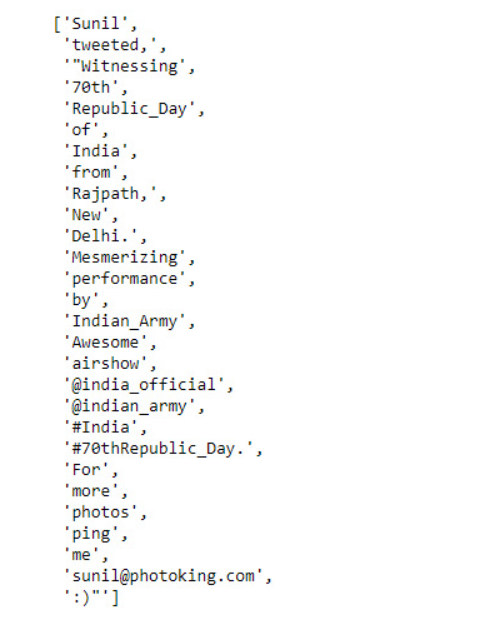 ['Sunil',
'tweeted,',
'"Witnessing',
'70th',
'Republic_Day',
'of',
'India',
'from',
'Rajpath,',
'New',
'Delhi.',
'Mesmerizing',
'performance',
'by',
'Indian_Army',
'Awesome',
'airshow',
'@india_official',
'@indian_army',
'#India',
'#70thRepublic_Day.',
'For',
'more',
'photos',
'ping',
'me',
'sunil@photoking.com',
':)"']